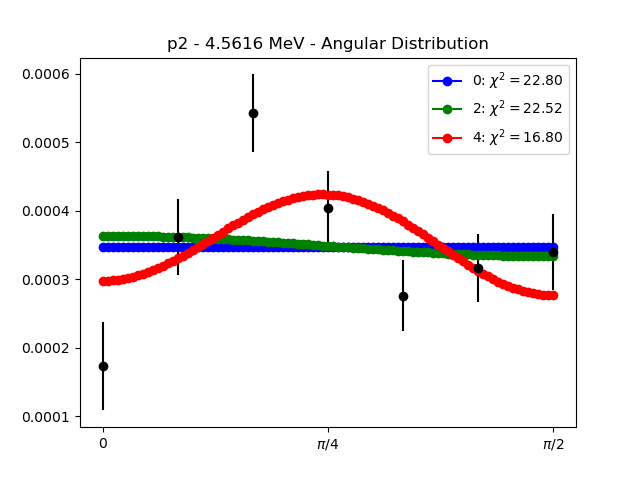 p2 - 4.5616 MeV - Angular Distribution
0.0006
0.0005
0.0004
0.0003
0.0002
0.0001
0: χ² = 22.80
2: χ² = 22.52
4: χ² = 16.80
0
π/4
π/2